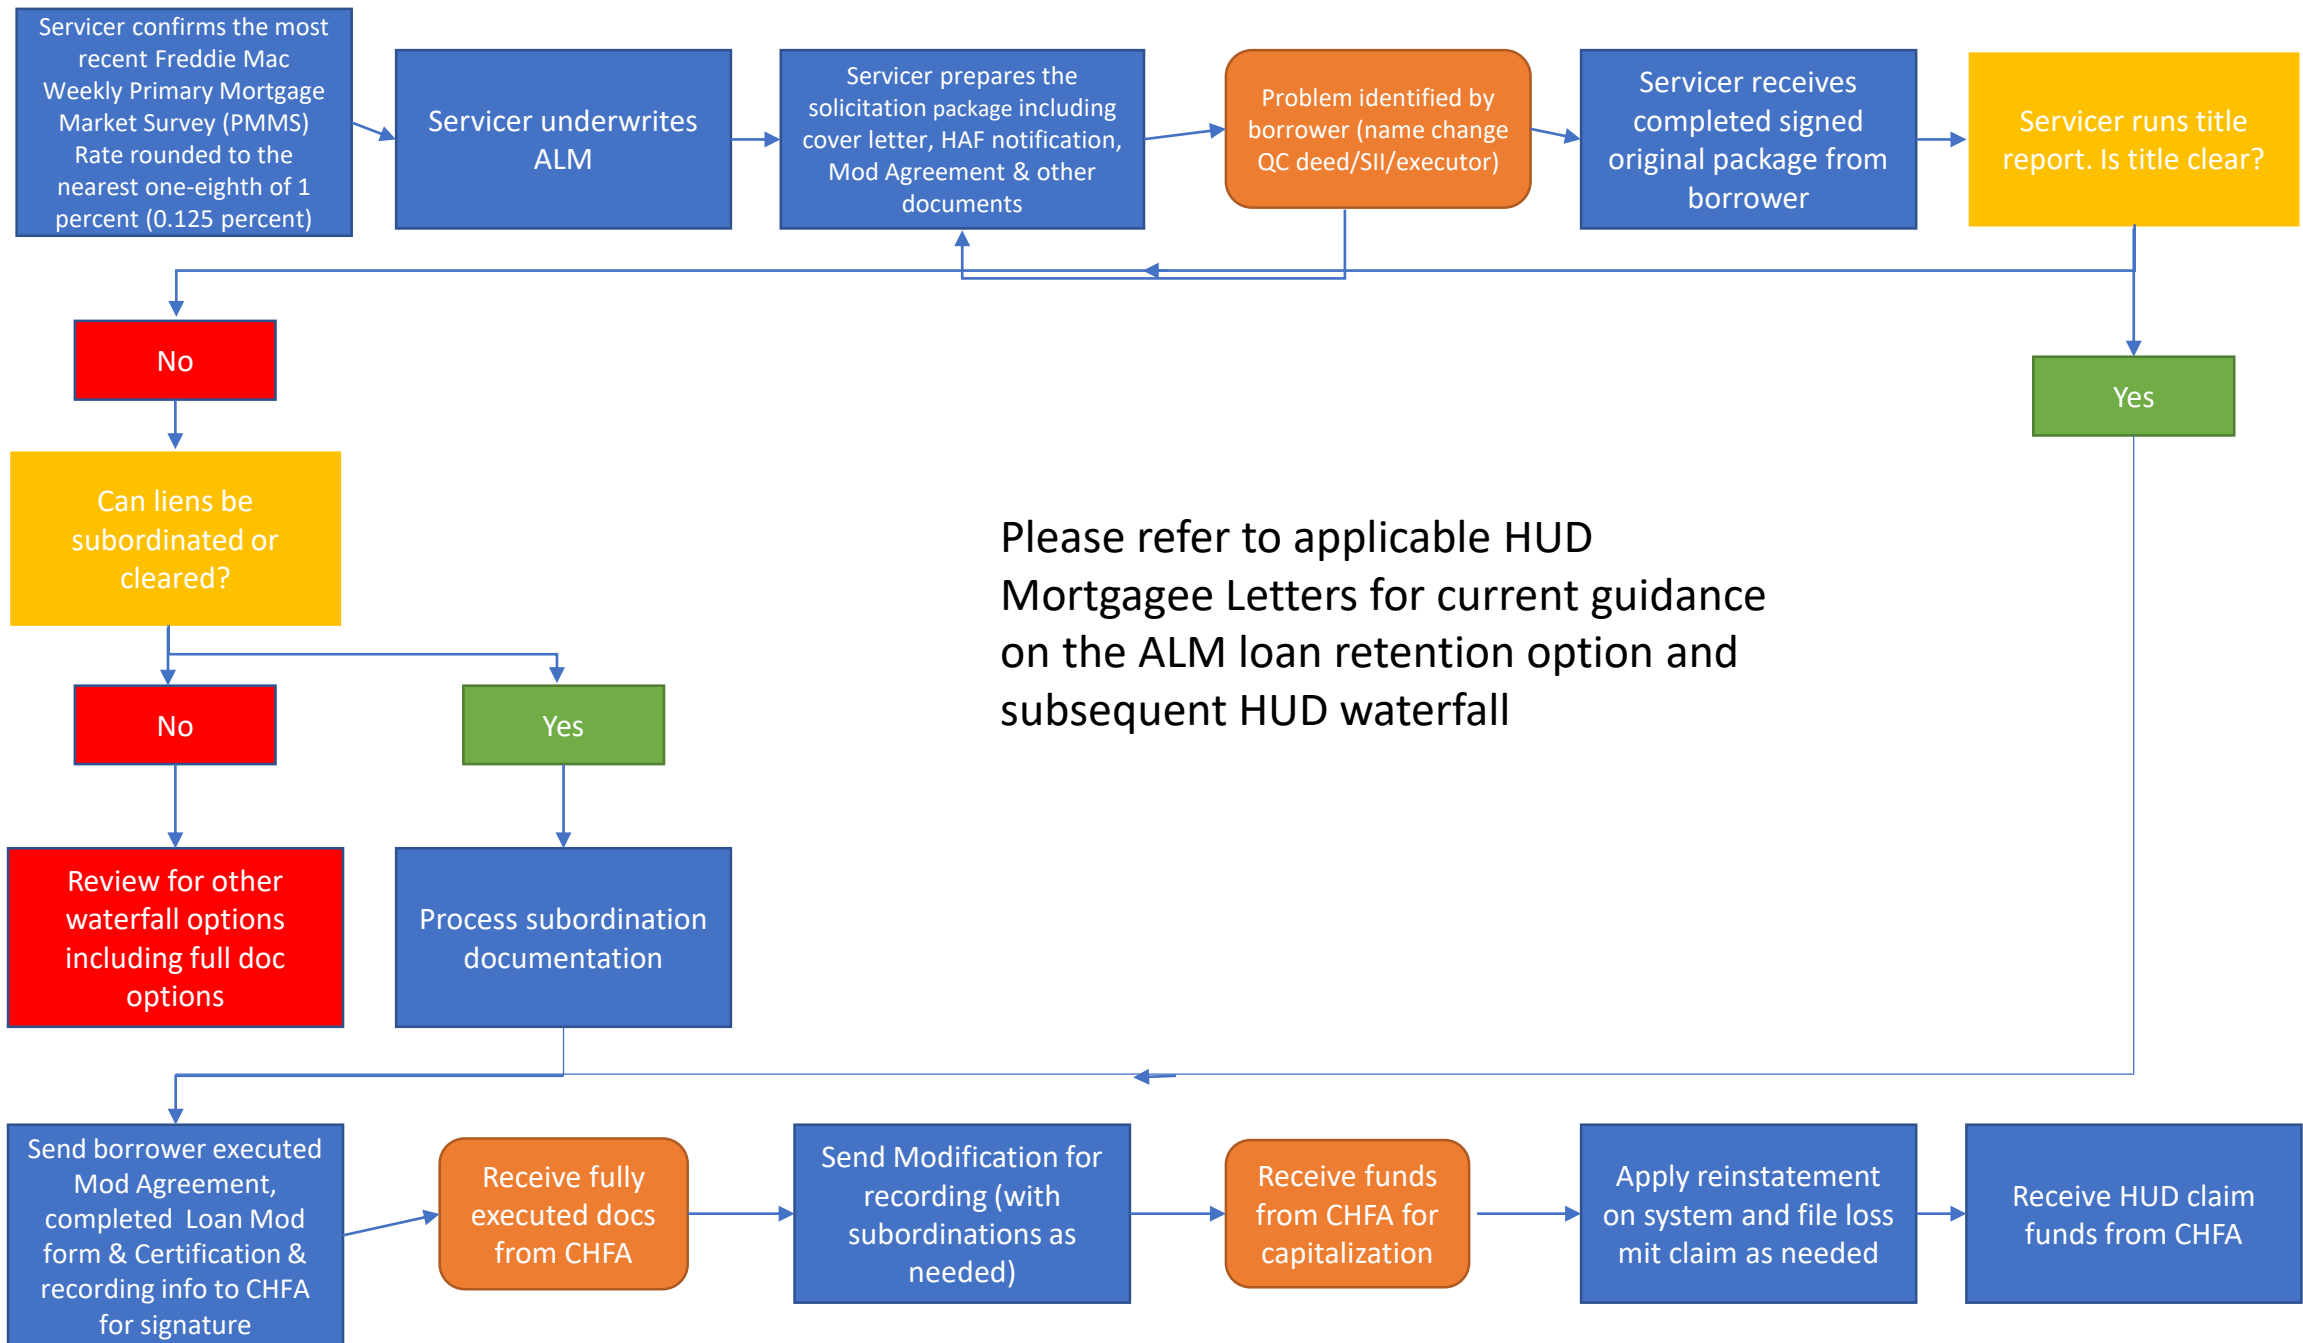 Servicer confirms the most
recent Freddie Mac
Weekly Primary Mortgage
Market Survey (PMMS)
Rate rounded to the
nearest one-eighth of 1
percent (0.125 percent)
Servicer underwrites
ALM
Servicer prepares the
solicitation package including
cover letter, HAF notification,
Mod Agreement & other
documents
Problem identified by
borrower (name change
QC deed/SII/executor)
Servicer receives
completed signed
original package from
borrower
Servicer runs title
report. Is title clear?
No
Yes
Can liens be
subordinated or
cleared?
Please refer to applicable HUD
Mortgagee Letters for current guidance
on the ALM loan retention option and
subsequent HUD waterfall
No
Yes
Review for other
waterfall options
including full doc
options
Process subordination
documentation
Send borrower executed
Mod Agreement,
completed Loan Mod
form & Certification &
recording info to CHFA
for signature
Receive fully
executed docs
from CHFA
Send Modification for
recording (with
subordinations as
needed)
Receive funds
from CHFA for
capitalization
Apply reinstatement
on system and file loss
mit claim as needed
Receive HUD claim
funds from CHFA